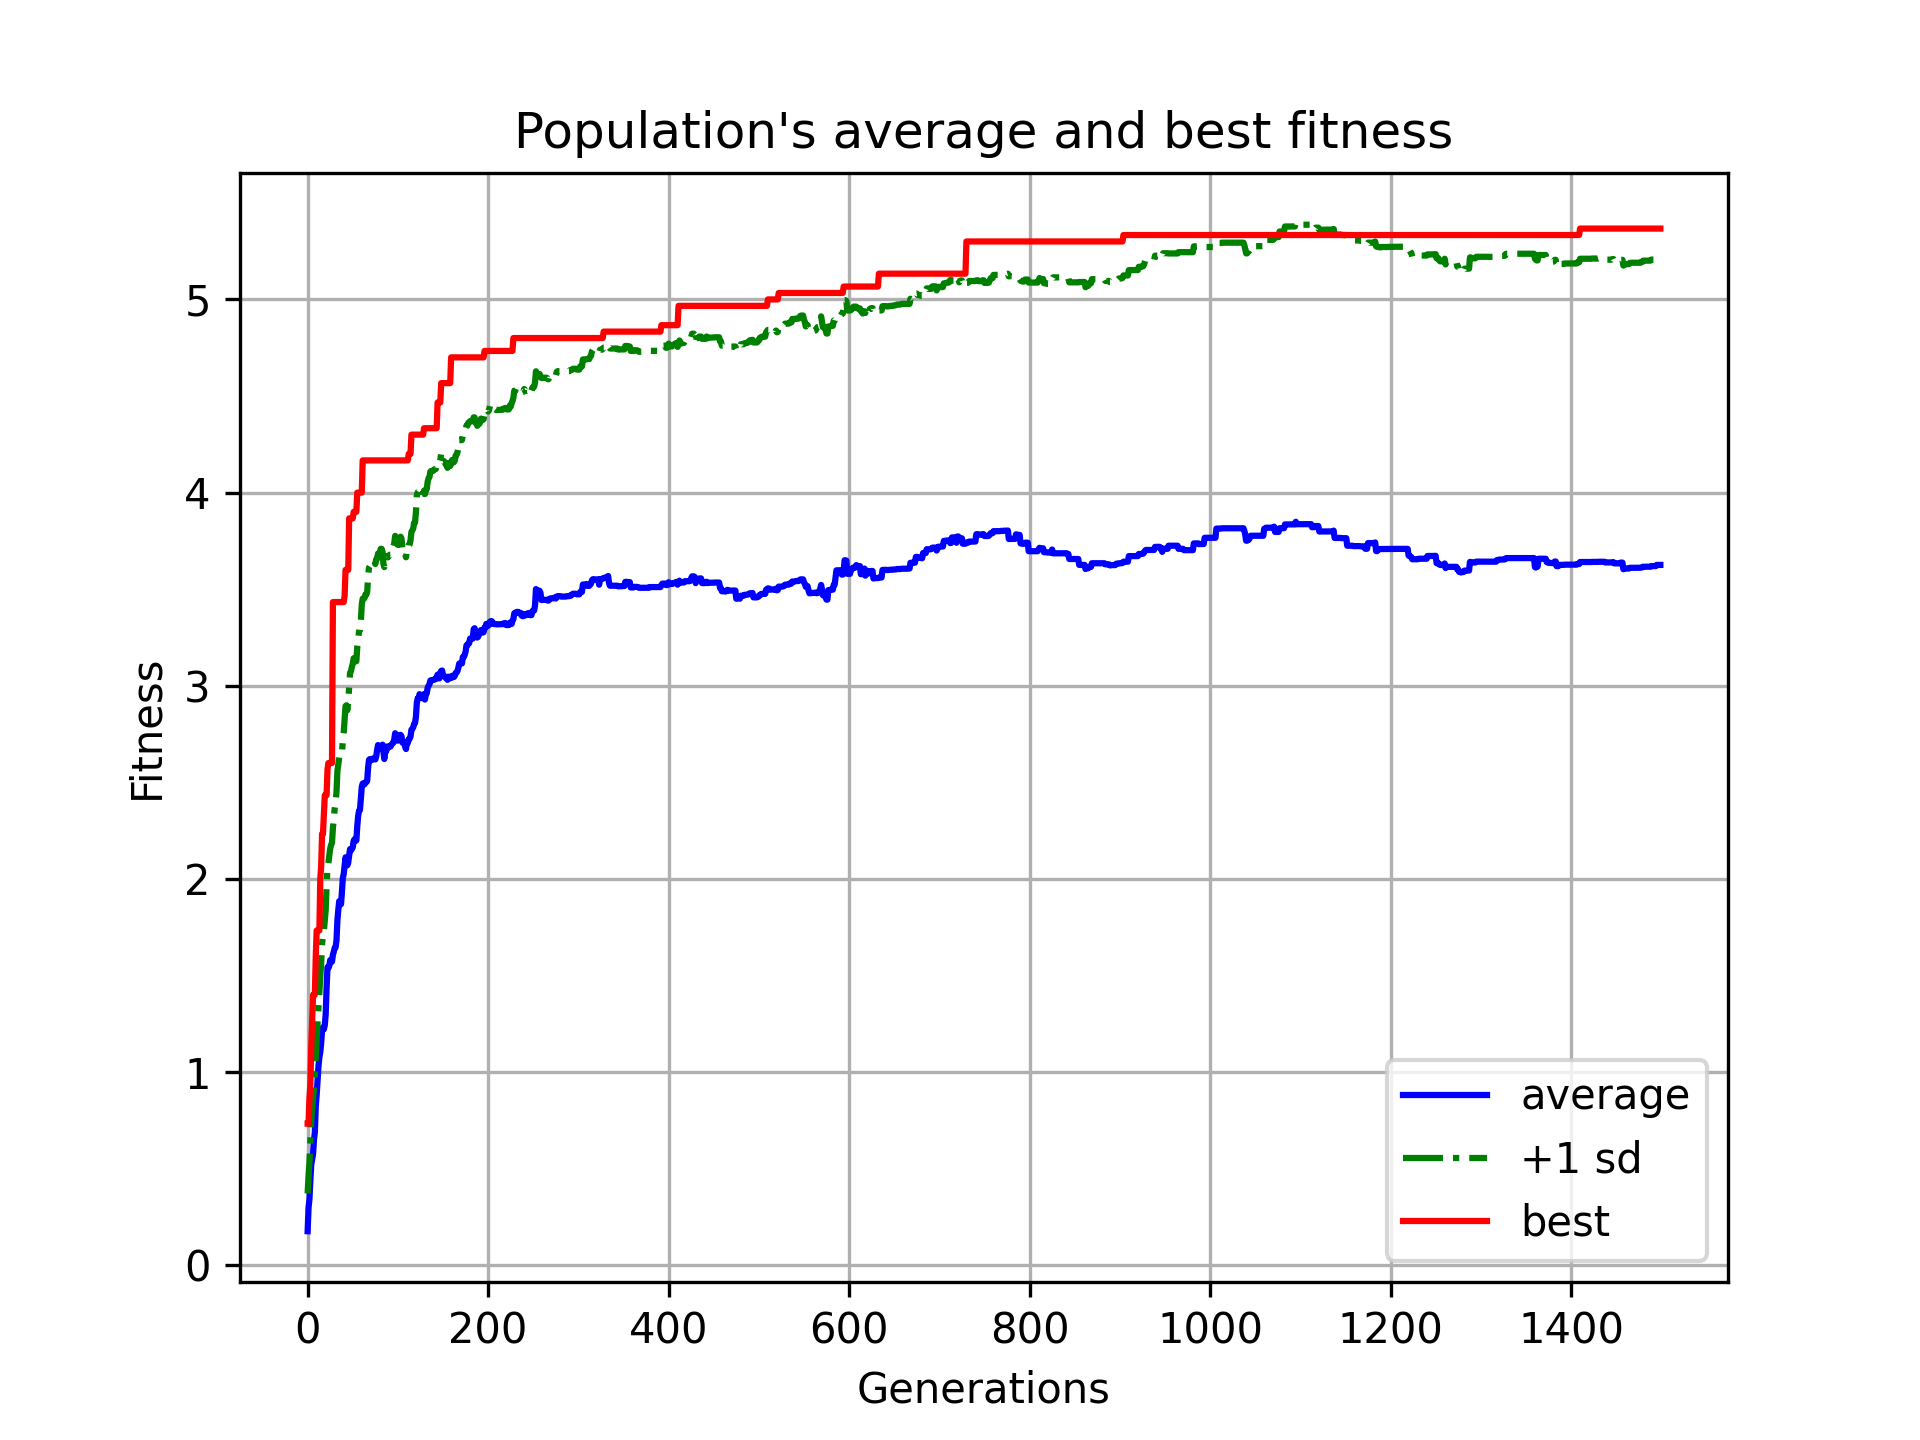 Population's average and best fitness
Fitness
5
4
3
2
1
0
0 200 400 600 800 1000 1200 1400
Generations
average
+1 sd
best